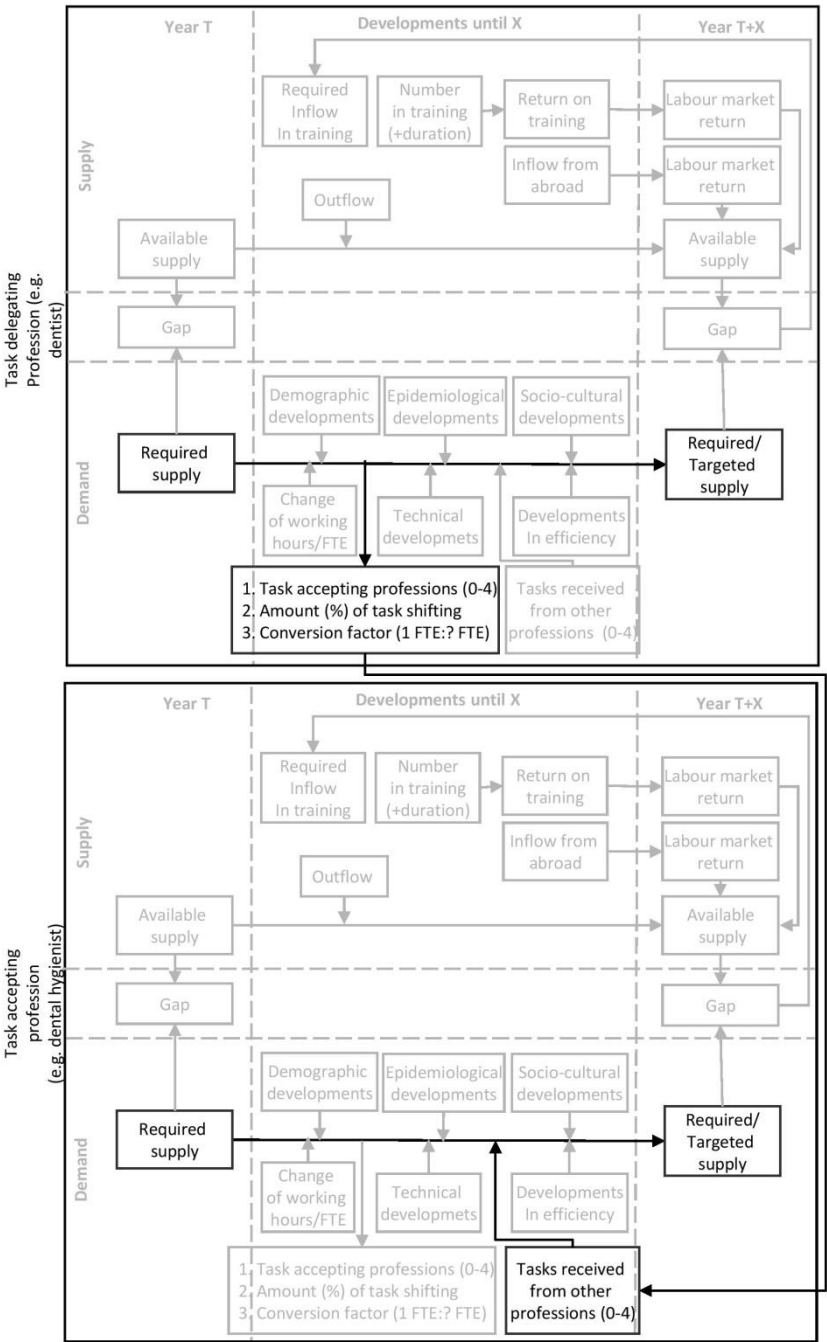 Year T
Developments until X
Year T+X
Supply
Required
Inflow
In training
Number
in training
(+duration)
Return on
training
Labour market
return
Inflow from
abroad
Labour market
return
Outflow
Available
supply
Available
supply
Task delegating
Profession (e.g.
dentist)
Gap
Gap
Demand
Demographic
developments
Epidemiological
developments
Socio-cultural
developments
Required
supply
Required/
Targeted
supply
Change
of working
hours/FTE
Technical
developmets
Developments
In efficiency
1. Task accepting professions (0-4)
2. Amount (%) of task shifting
3. Conversion factor (1 FTE:? FTE)
Tasks received
from other
professions (0-4)
Year T
Developments until X
Year T+X
Supply
Required
Inflow
In training
Number
in training
(+duration)
Return on
training
Labour market
return
Inflow from
abroad
Labour market
return
Outflow
Available
supply
Available
supply
Task accepting
profession
(e.g. dental hygienist)
Gap
Gap
Demand
Demographic
developments
Epidemiological
developments
Socio-cultural
developments
Required
supply
Required/
Targeted
supply
Change
of working
hours/FTE
Technical
developmets
Developments
In efficiency
1. Task accepting professions (0-4)
2. Amount (%) of task shifting
3. Conversion factor (1 FTE:? FTE)
Tasks received
from other
professions (0-4)